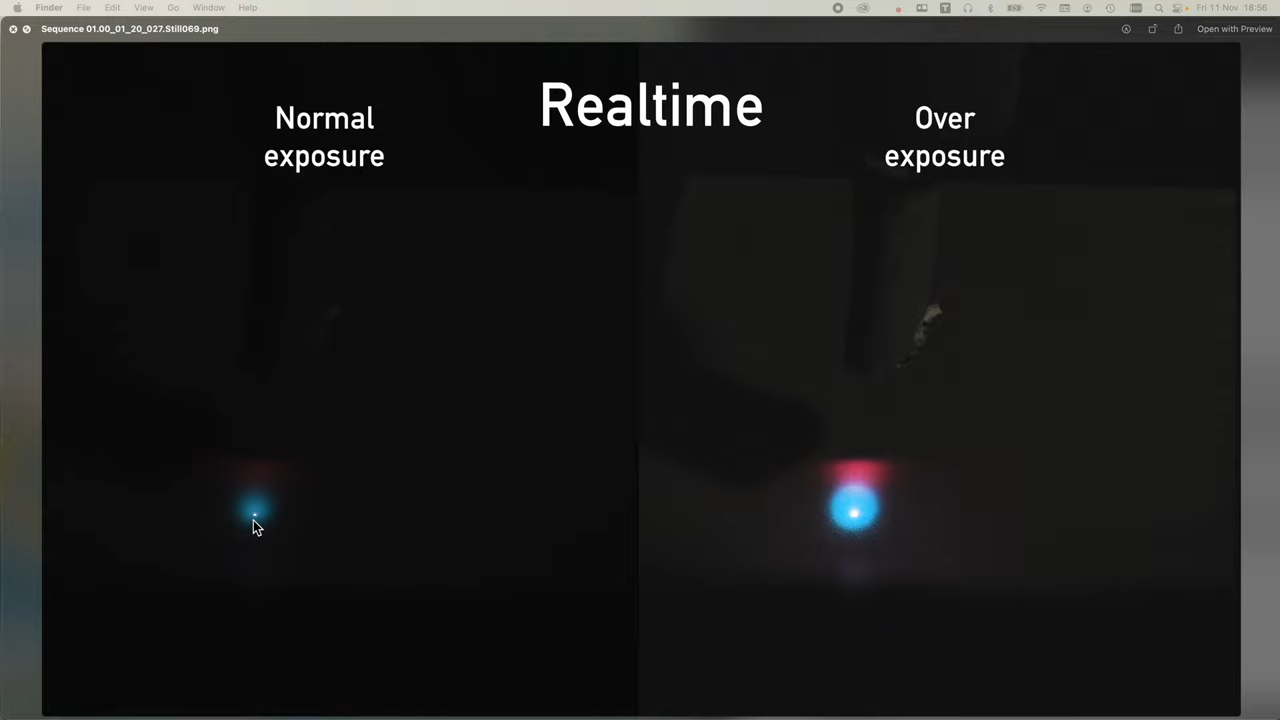 Finder File Edit View Go Window Help
Fri 11 Nov 18:56
Sequence 01.00_01_20_027.Still069.png
Open with Preview
Realtime
Normal
exposure
Over
exposure